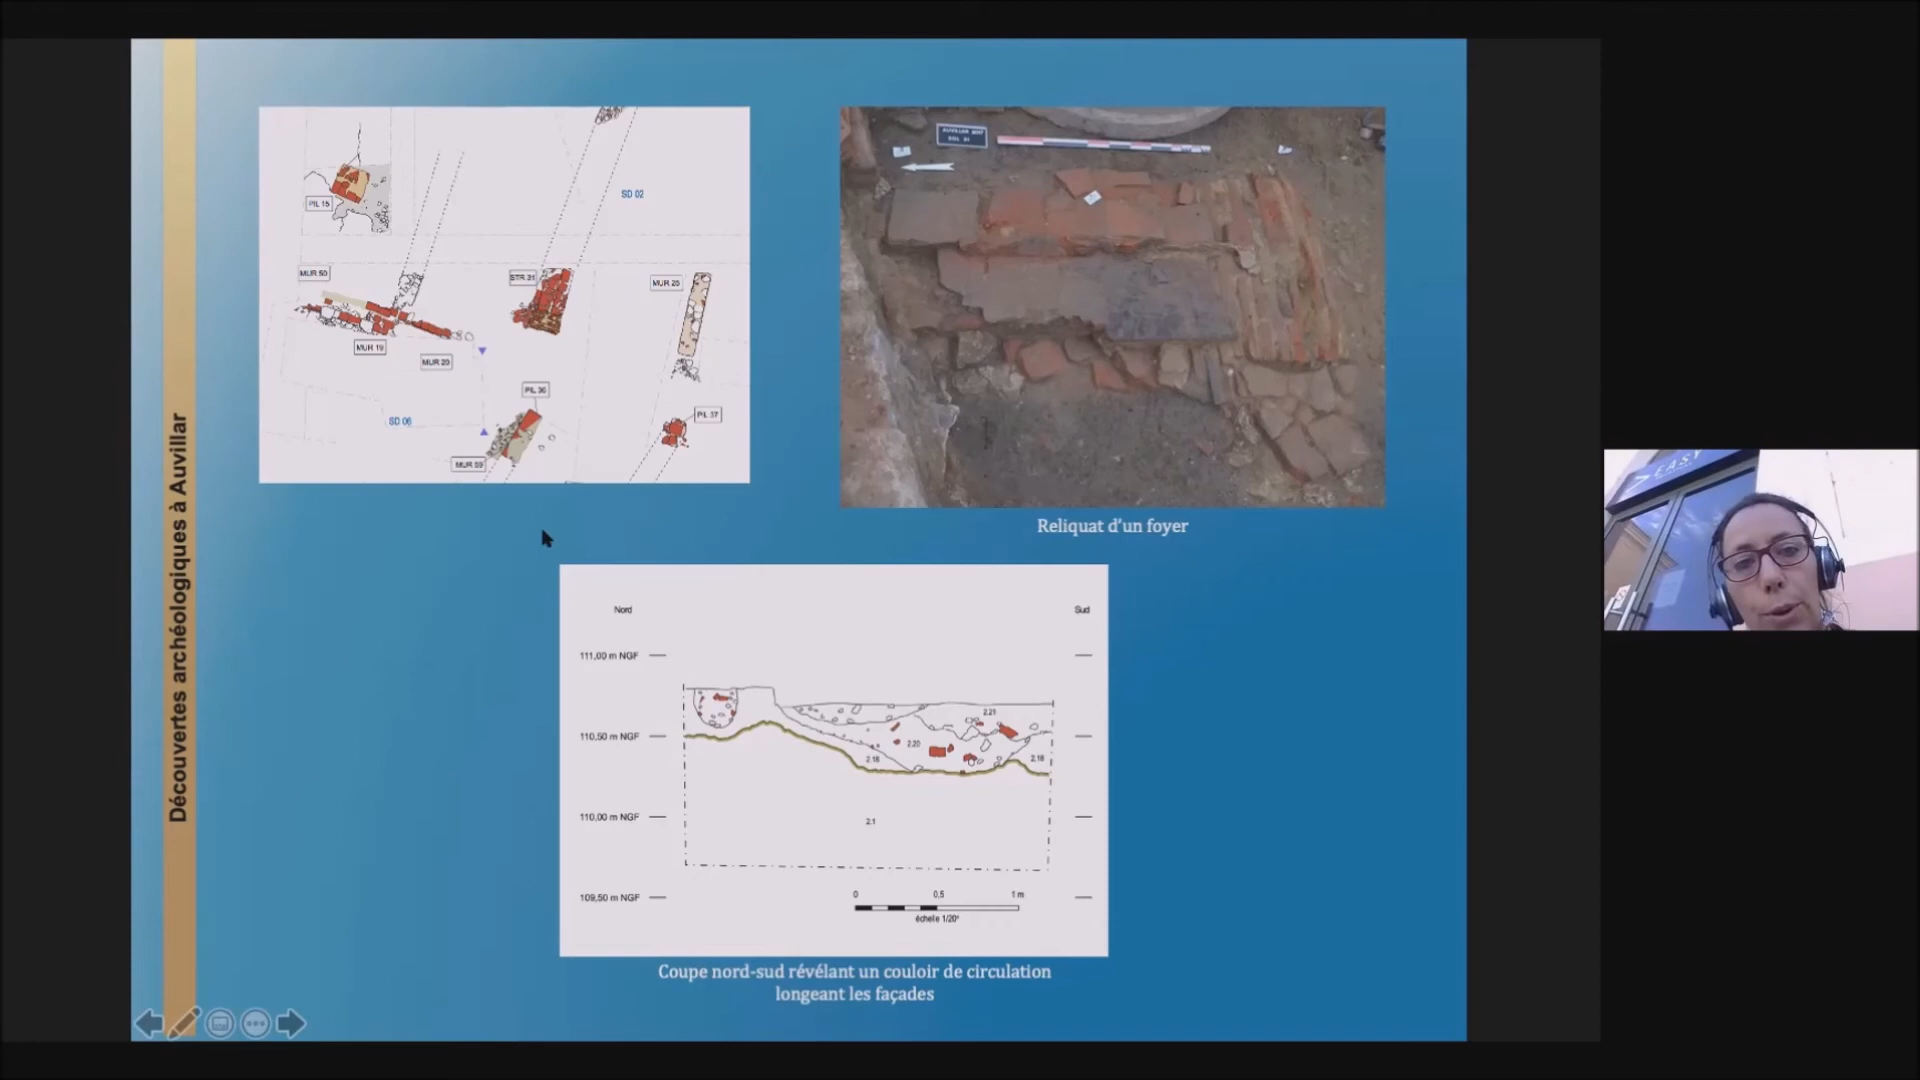 Découvertes archéologiques à Auvillar
SD 02
PIL 15
MUR 50
STR 31
MUR 25
MUR 19
MUR 20
PIL 36
SD 06
PIL 37
MUR 59
AUVILLAR 2017
Reliquat d'un foyer
Nord
Sud
111,00 m NGF
2.21
110,50 m NGF
2.20
2.18
2.18
110,00 m NGF
2.1
0
0,5
1 m
109,50 m NGF
échelle 1/20°
Coupe nord-sud révélant un couloir de circulation
longeant les façades
EASY